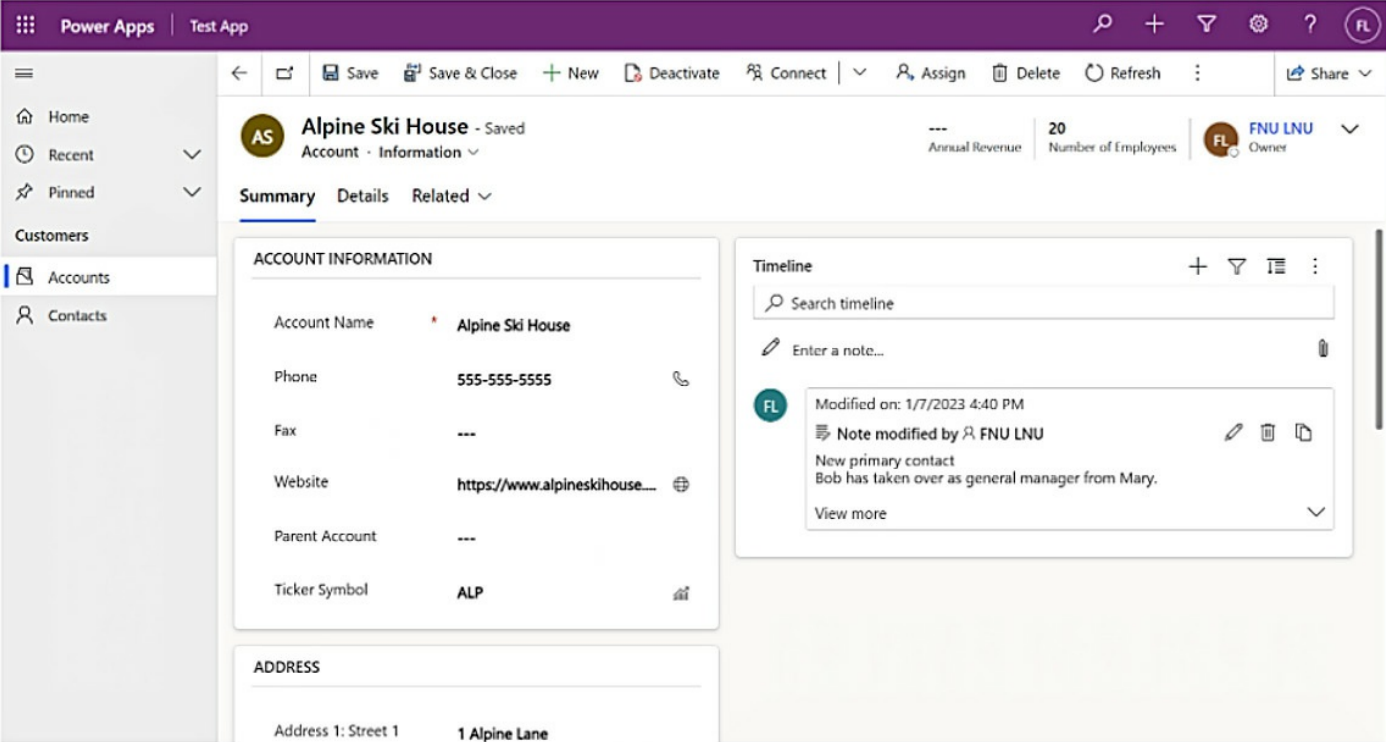 Power Apps | Test App
?
FL
Save
Save & Close
New
Deactivate
Connect
Assign
Delete
Refresh
Share
Home
Recent
Pinned
Customers
Accounts
Contacts
AS
Alpine Ski House - Saved
Account · Information
---
Annual Revenue
20
Number of Employees
FL
FNU LNU
Owner
Summary Details Related
ACCOUNT INFORMATION
Account Name * Alpine Ski House
Phone 555-555-5555
Fax ---
Website https://www.alpineskihouse....
Parent Account ---
Ticker Symbol ALP
ADDRESS
Address 1: Street 1 1 Alpine Lane
Timeline
Search timeline
Enter a note...
FL
Modified on: 1/7/2023 4:40 PM
Note modified by FNU LNU
New primary contact
Bob has taken over as general manager from Mary.
View more